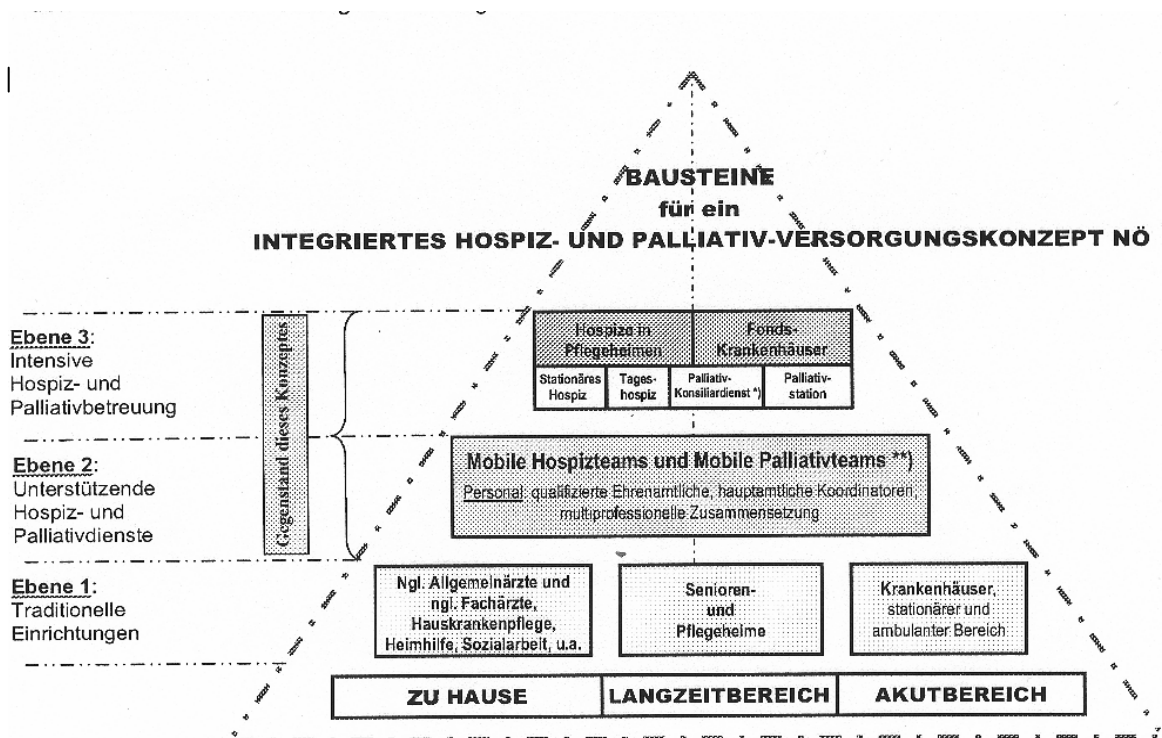 BAUSTEINE
für ein
INTEGRIERTES HOSPIZ- UND PALLIATIV-VERSORGUNGSKONZEPT NÖ
Ebene 3:
Intensive
Hospiz- und
Palliativbetreuung
Gegenstand dieses Konzeptes
Hospize in
Pflegeheimen
Fonds-
Krankenhäuser
Stationäres
Hospiz
Tages-
hospiz
Palliativ-
Konsiliardienst *)
Palliativ-
station
Ebene 2:
Unterstützende
Hospiz- und
Palliativdienste
Mobile Hospizteams und Mobile Palliativteams **)
Personal: qualifizierte Ehrenamtliche, hauptamtliche Koordinatoren,
multiprofessionelle Zusammensetzung
Ebene 1:
Traditionelle
Einrichtungen
Ngl. Allgemeinärzte und
ngl. Fachärzte,
Hauskrankenpflege,
Heimhilfe, Sozialarbeit, u.a.
Senioren-
und
Pflegeheime
Krankenhäuser,
stationärer und
ambulanter Bereich
ZU HAUSE
LANGZEITBEREICH
AKUTBEREICH